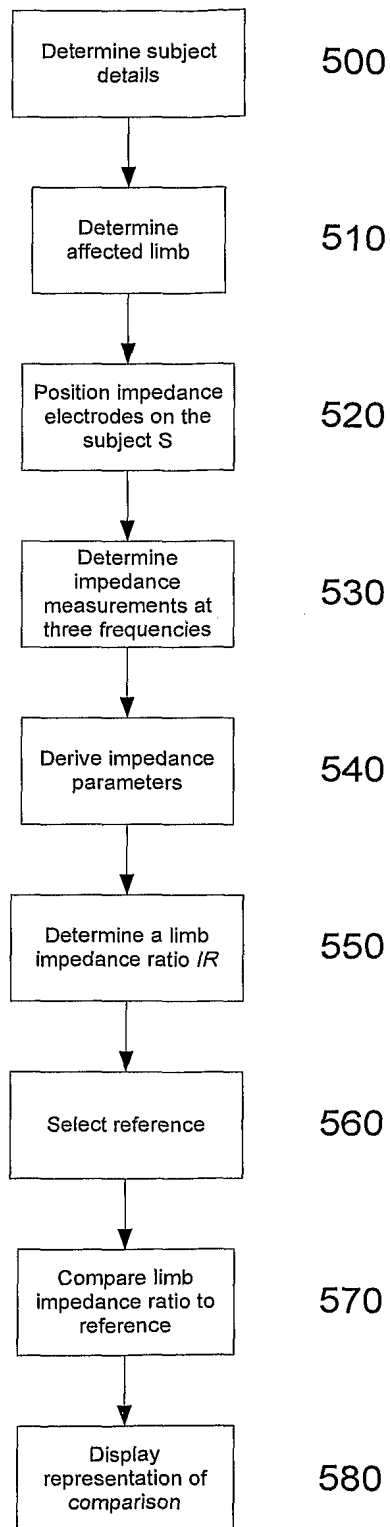 Determine subject
details
500
Determine
affected limb
510
Position impedance
electrodes on the
subject S
520
Determine
impedance
measurements at
three frequencies
530
Derive impedance
parameters
540
Determine a limb
impedance ratio IR
550
Select reference
560
Compare limb
impedance ratio to
reference
570
Display
representation of
comparison
580